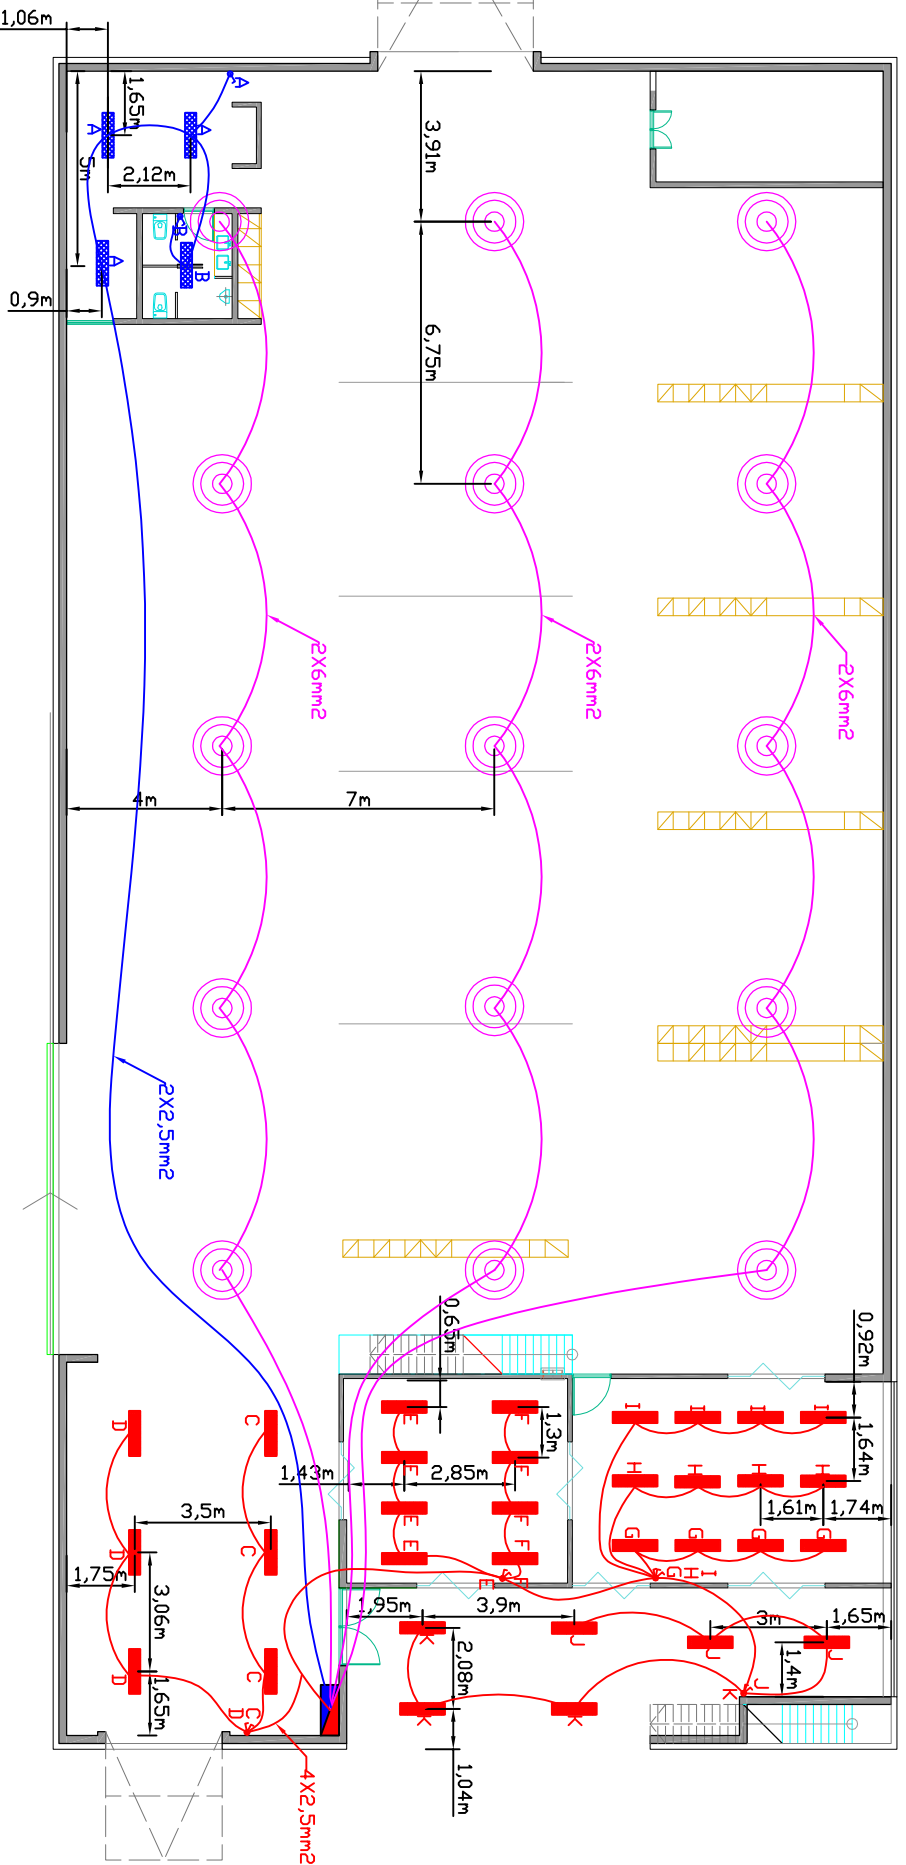 1,06m
A
1,65m
A
A
3,91m
5m
2,12m
B
A
B
0,9m
6,75m
2X6mm2
2X6mm2
2X6mm2
4m
7m
2X2,5mm2
0,65m
0,92m
D
C
E
F
1,3m
I
I
I
I
1,64m
1,43m
E
2,85m
F
H
H
H
H
3,5m
E
F
1,61m
1,74m
D
C
E
F
G
G
G
G
1,75m
3,06m
E
F
G
H
I
1,95m
3,9m
3m
1,65m
K
J
J
J
D
C
1,65m
2,08m
1,4m
K
J
D
C
K
K
1,04m
4X2,5mm2